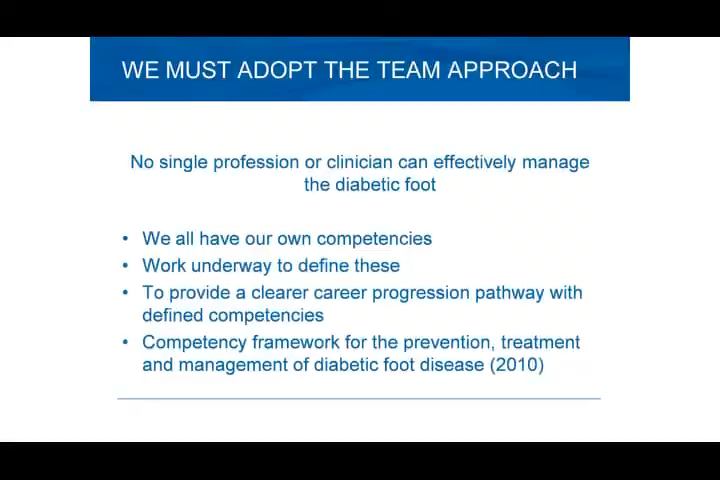 WE MUST ADOPT THE TEAM APPROACH
No single profession or clinician can effectively manage
the diabetic foot
• We all have our own competencies
• Work underway to define these
• To provide a clearer career progression pathway with
defined competencies
• Competency framework for the prevention, treatment
and management of diabetic foot disease (2010)